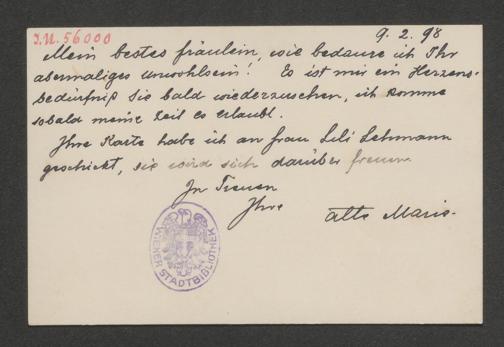 I.N. 56000
9.2.98
Mein bestes fräulein, wie bedaure ich Ihr
abermaliges Unwohlsein! Es ist mir ein Herzens-
bedürfniß Sie bald wiederzusehen, ich komme
sobald meine Zeit es erlaubt.
Ihre Karte habe ich an frau Lili Lehmann
geschickt, sie wird sich darüber freuen
In Treuen
Ihre
alte Marie.
WIENER STADTBIBLIOTHEK